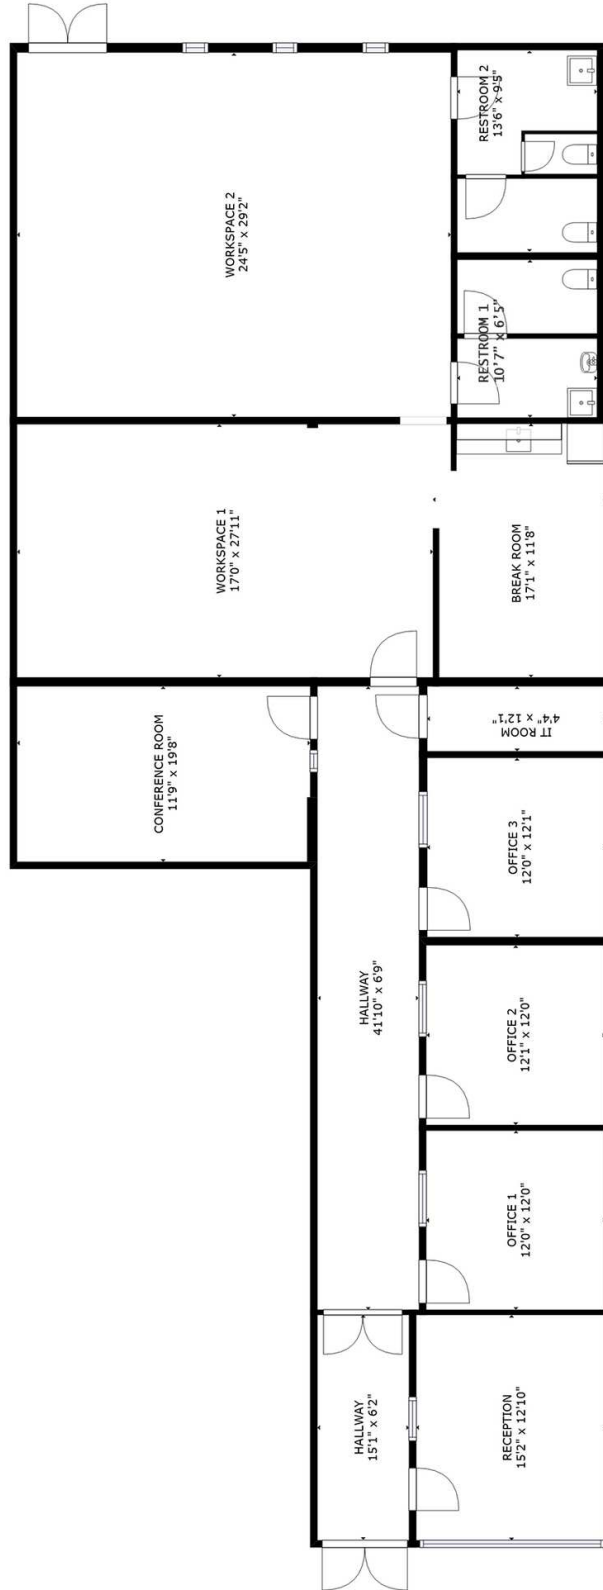 RESTROOM 2
13'6" x 9'5"
WORKSPACE 2
24'5" x 29'2"
RESTROOM 1
10'7" x 6'5"
WORKSPACE 1
17'0" x 27'11"
BREAK ROOM
17'1" x 11'8"
IT ROOM
4'4" x 12'1"
CONFERENCE ROOM
11'9" x 19'8"
OFFICE 3
12'0" x 12'1"
HALLWAY
41'10" x 6'9"
OFFICE 2
12'1" x 12'0"
OFFICE 1
12'0" x 12'0"
HALLWAY
15'1" x 6'2"
RECEPTION
15'2" x 12'10"